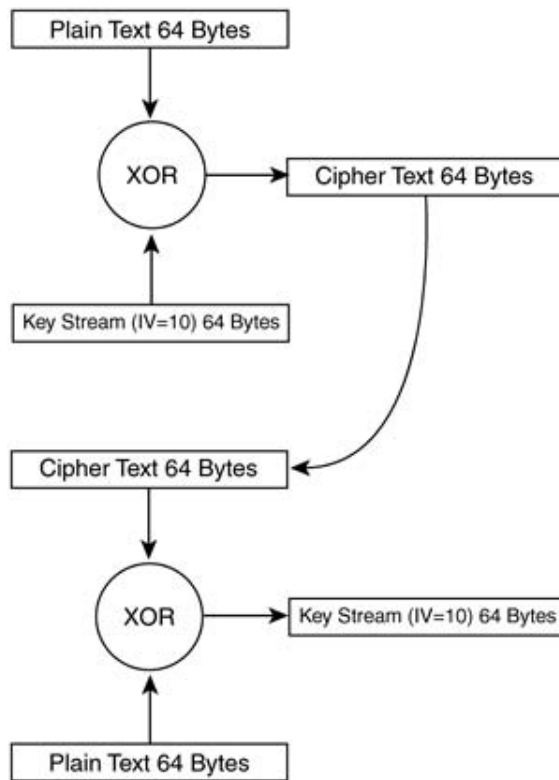 Plain Text 64 Bytes
XOR
Cipher Text 64 Bytes
Key Stream (IV=10) 64 Bytes
Cipher Text 64 Bytes
XOR
Key Stream (IV=10) 64 Bytes
Plain Text 64 Bytes